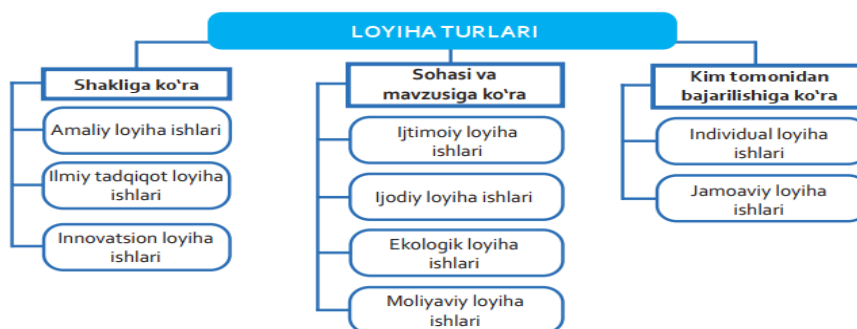 LOYIHA TURLARI
Shakliga ko‘ra
Amaliy loyiha ishlari
Ilmiy tadqiqot loyiha
ishlari
Innovatsion loyiha
ishlari
Sohasi va
mavzusiga ko‘ra
Ijtimoiy loyiha
ishlari
Ijodiy loyiha ishlari
Ekologik loyiha
ishlari
Moliyaviy loyiha
ishlari
Kim tomonidan
bajarilishiga ko‘ra
Individual loyiha
ishlari
Jamoaviy loyiha
ishlari